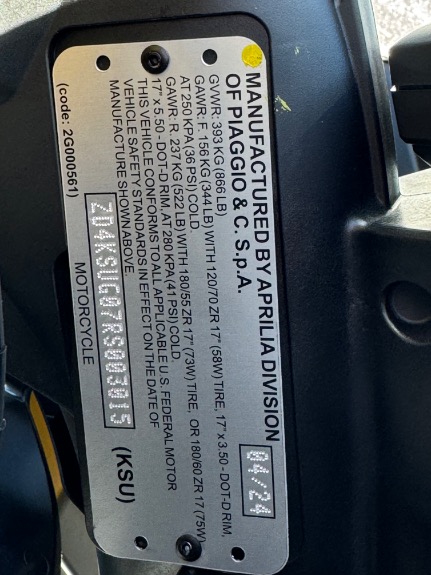 MANUFACTURED BY APRILIA DIVISION
OF PIAGGIO & C. S.p.A. 04/24
GVWR: 393 KG (866 LB)
GAWR: F. 156 KG (344 LB) WITH 120/70 ZR 17" (58W) TIRE, 17" x 3.50 - DOT-D RIM,
AT 250 KPA (36 PSI) COLD.
GAWR: R. 237 KG (522 LB) WITH 180/55 ZR 17" (73W) TIRE, OR 180/60 ZR 17 (75W)
17" x 5.50 - DOT-D RIM, AT 280 KPA (41 PSI) COLD.
THIS VEHICLE CONFORMS TO ALL APPLICABLE U.S. FEDERAL MOTOR
VEHICLE SAFETY STANDARDS IN EFFECT ON THE DATE OF
MANUFACTURE SHOWN ABOVE.
ZD4KSUG07RS003015 (KSU)
(code: 2G000561) MOTORCYCLE